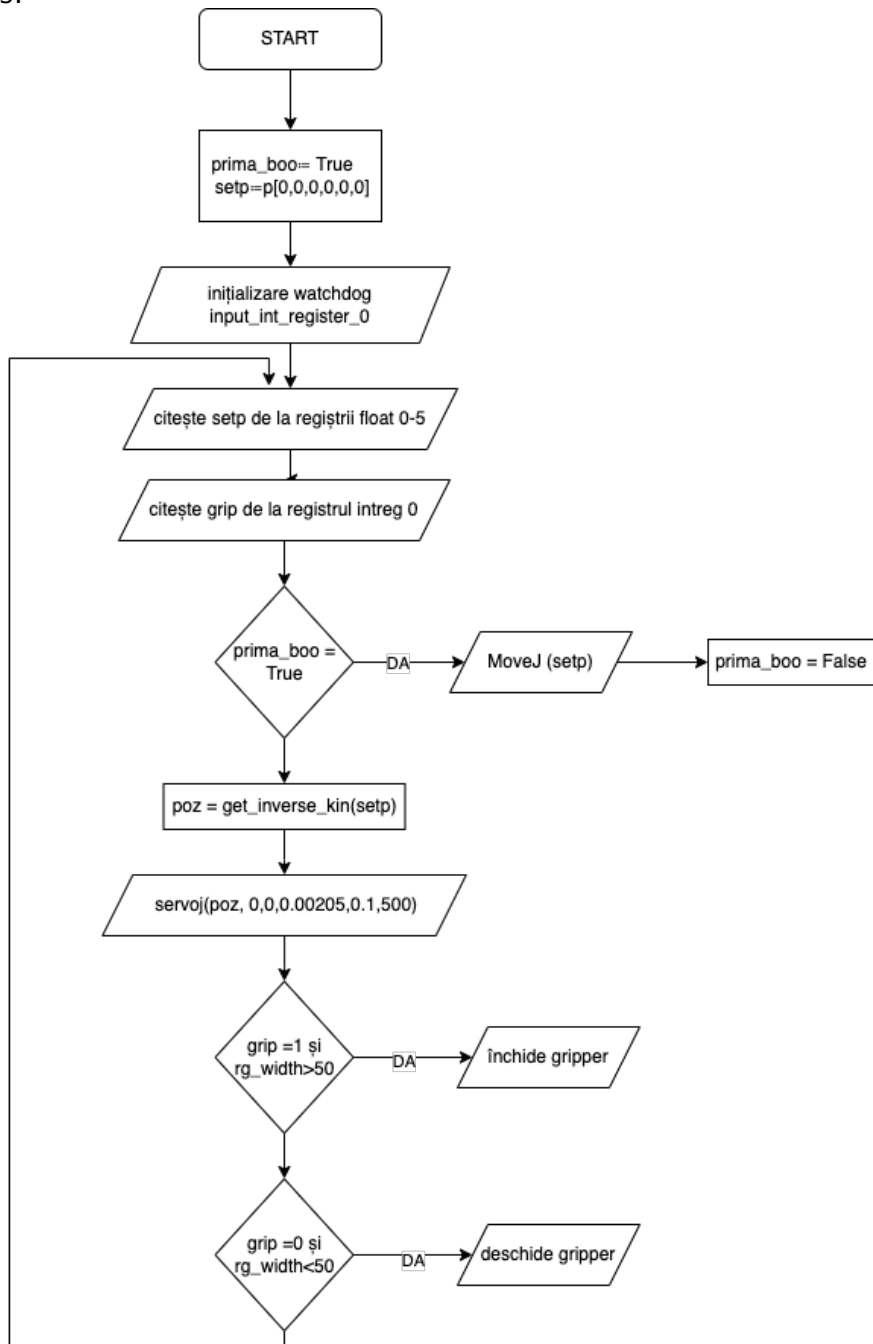 s.
START
prima_boo= True
setp=p[0,0,0,0,0,0]
inițializare watchdog
input_int_register_0
citește setp de la regiștrii float 0-5
citește grip de la registrul intreg 0
prima_boo =
True
DA
MoveJ (setp)
prima_boo = False
poz = get_inverse_kin(setp)
servoj(poz, 0,0,0.00205,0.1,500)
grip =1 și
rg_width>50
DA
închide gripper
grip =0 și
rg_width<50
DA
deschide gripper